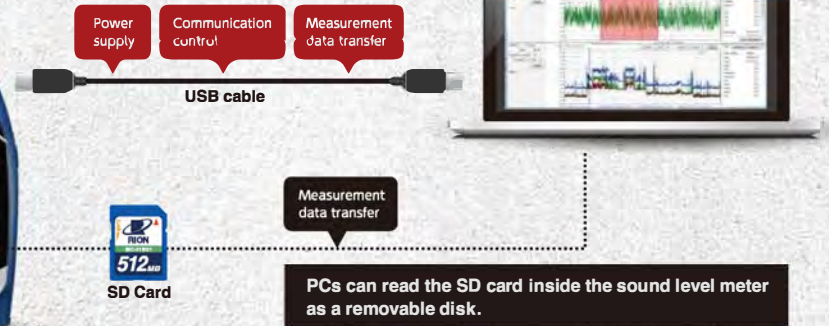 Power
supply
Communication
control
Measurement
data transfer
USB cable
Measurement
data transfer
RION
512MB
SD Card
PCs can read the SD card inside the sound level meter
as a removable disk.